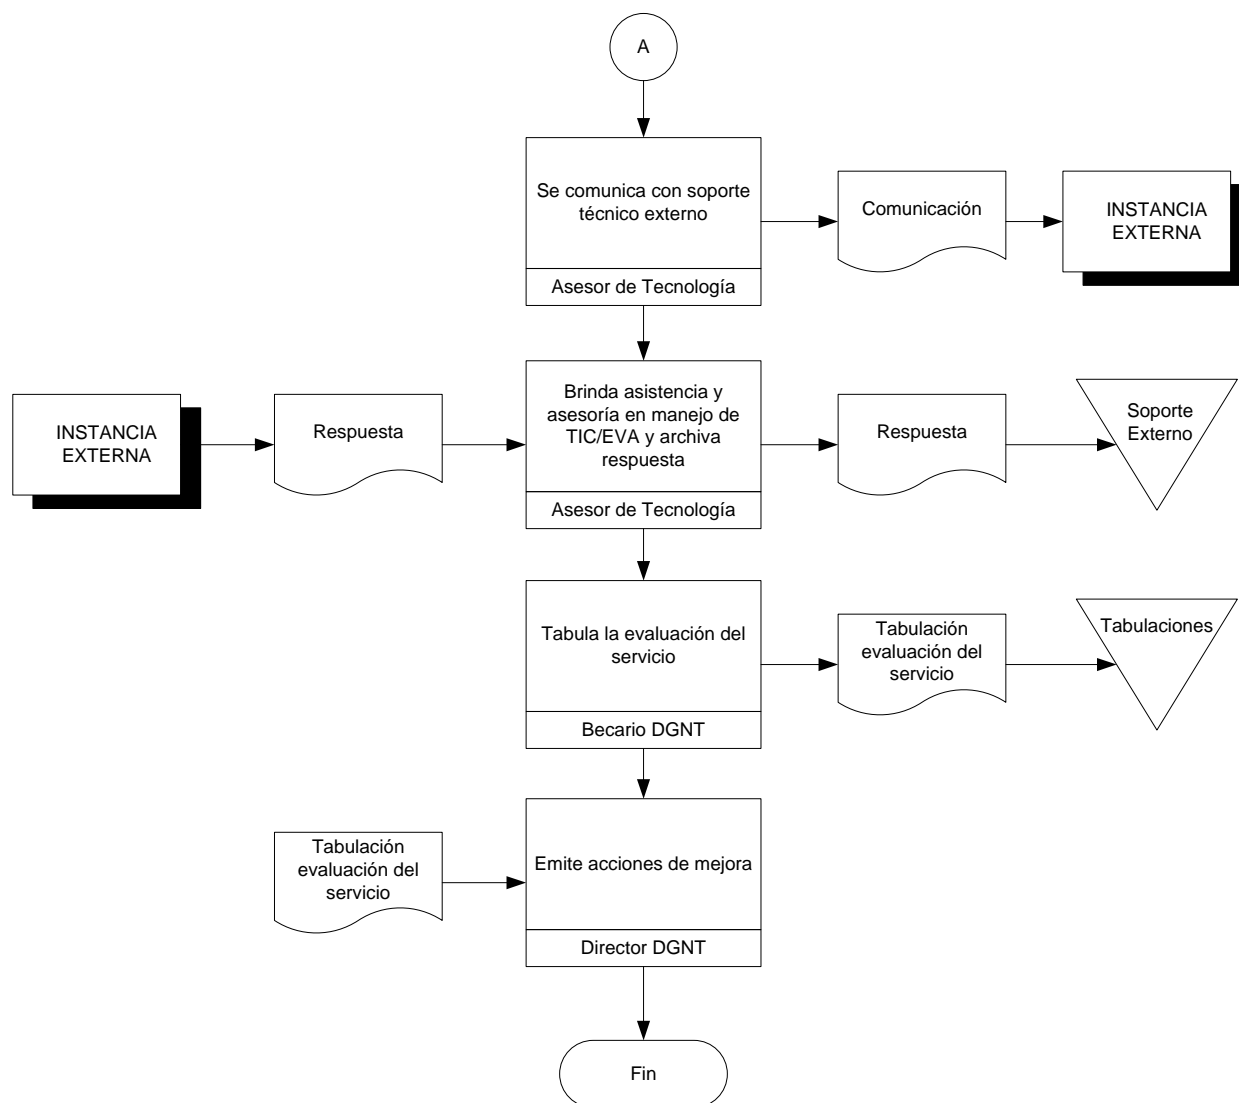 A
Se comunica con soporte
técnico externo
Asesor de Tecnología
Comunicación
INSTANCIA
EXTERNA
INSTANCIA
EXTERNA
Respuesta
Brinda asistencia y
asesoría en manejo de
TIC/EVA y archiva
respuesta
Asesor de Tecnología
Respuesta
Soporte
Externo
Tabula la evaluación del
servicio
Becario DGNT
Tabulación
evaluación del
servicio
Tabulaciones
Tabulación
evaluación del
servicio
Emite acciones de mejora
Director DGNT
Fin